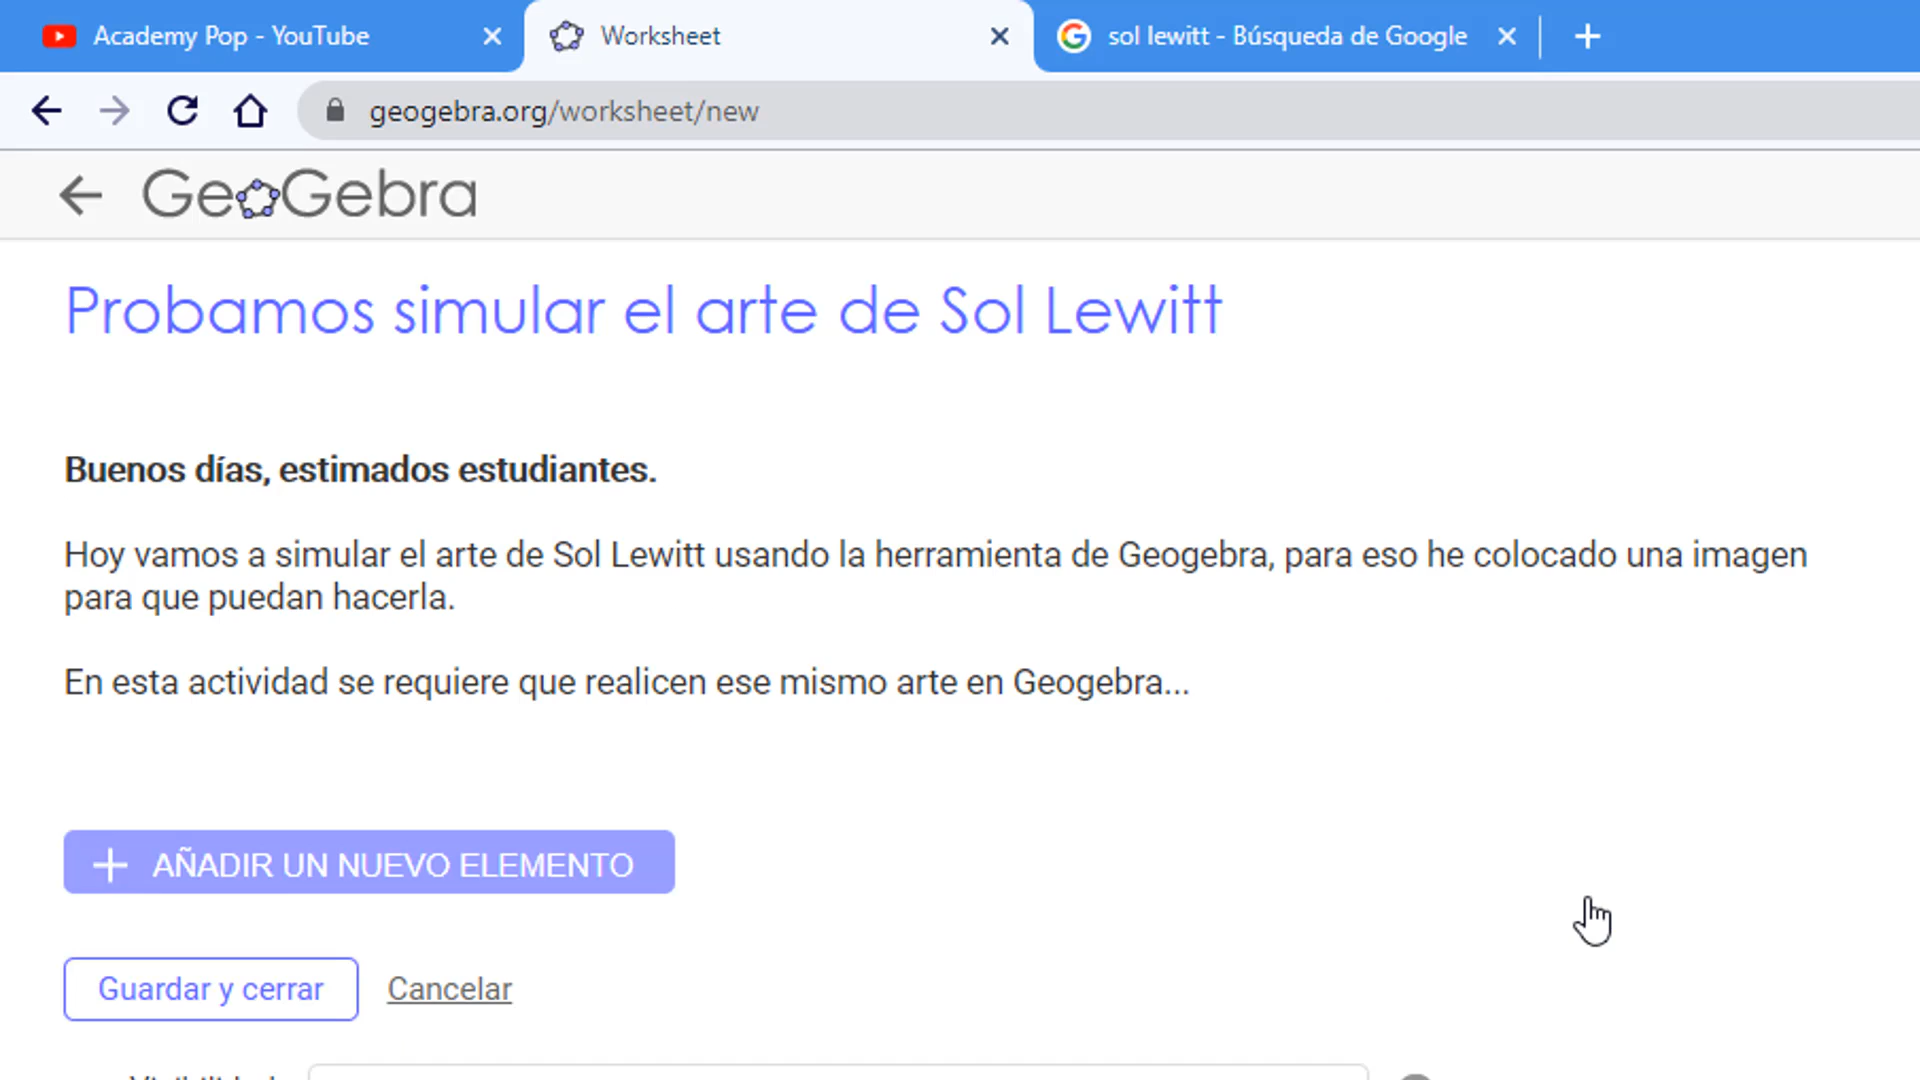 Academy Pop - YouTube
Worksheet
sol lewitt - Búsqueda de Google
geogebra.org/worksheet/new
GeoGebra
Probamos simular el arte de Sol Lewitt
Buenos días, estimados estudiantes.
Hoy vamos a simular el arte de Sol Lewitt usando la herramienta de Geogebra, para eso he colocado una imagen
para que puedan hacerla.
En esta actividad se requiere que realicen ese mismo arte en Geogebra...
AÑADIR UN NUEVO ELEMENTO
Guardar y cerrar
Cancelar